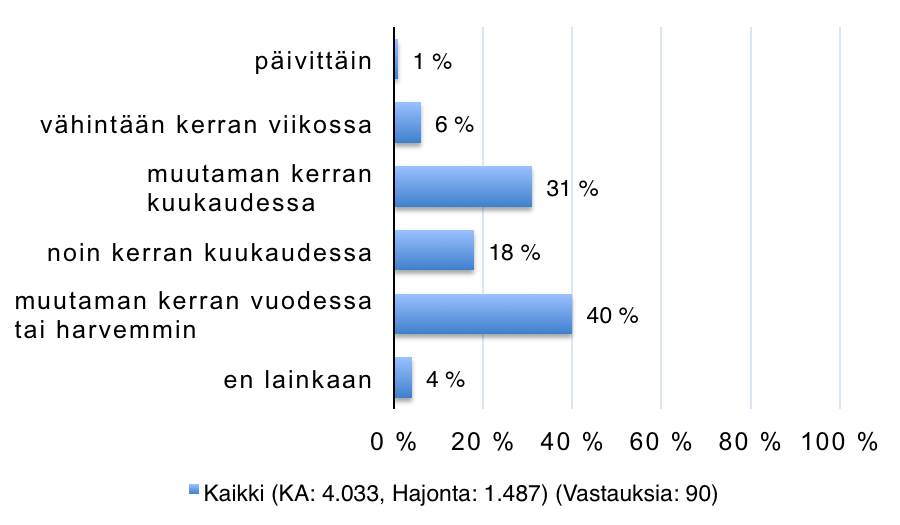 päivittäin 1 %
vähintään kerran viikossa 6 %
muutaman kerran
kuukaudessa 31 %
noin kerran kuukaudessa 18 %
muutaman kerran vuodessa
tai harvemmin 40 %
en lainkaan 4 %
0 % 20 % 40 % 60 % 80 % 100 %
Kaikki (KA: 4.033, Hajonta: 1.487) (Vastauksia: 90)